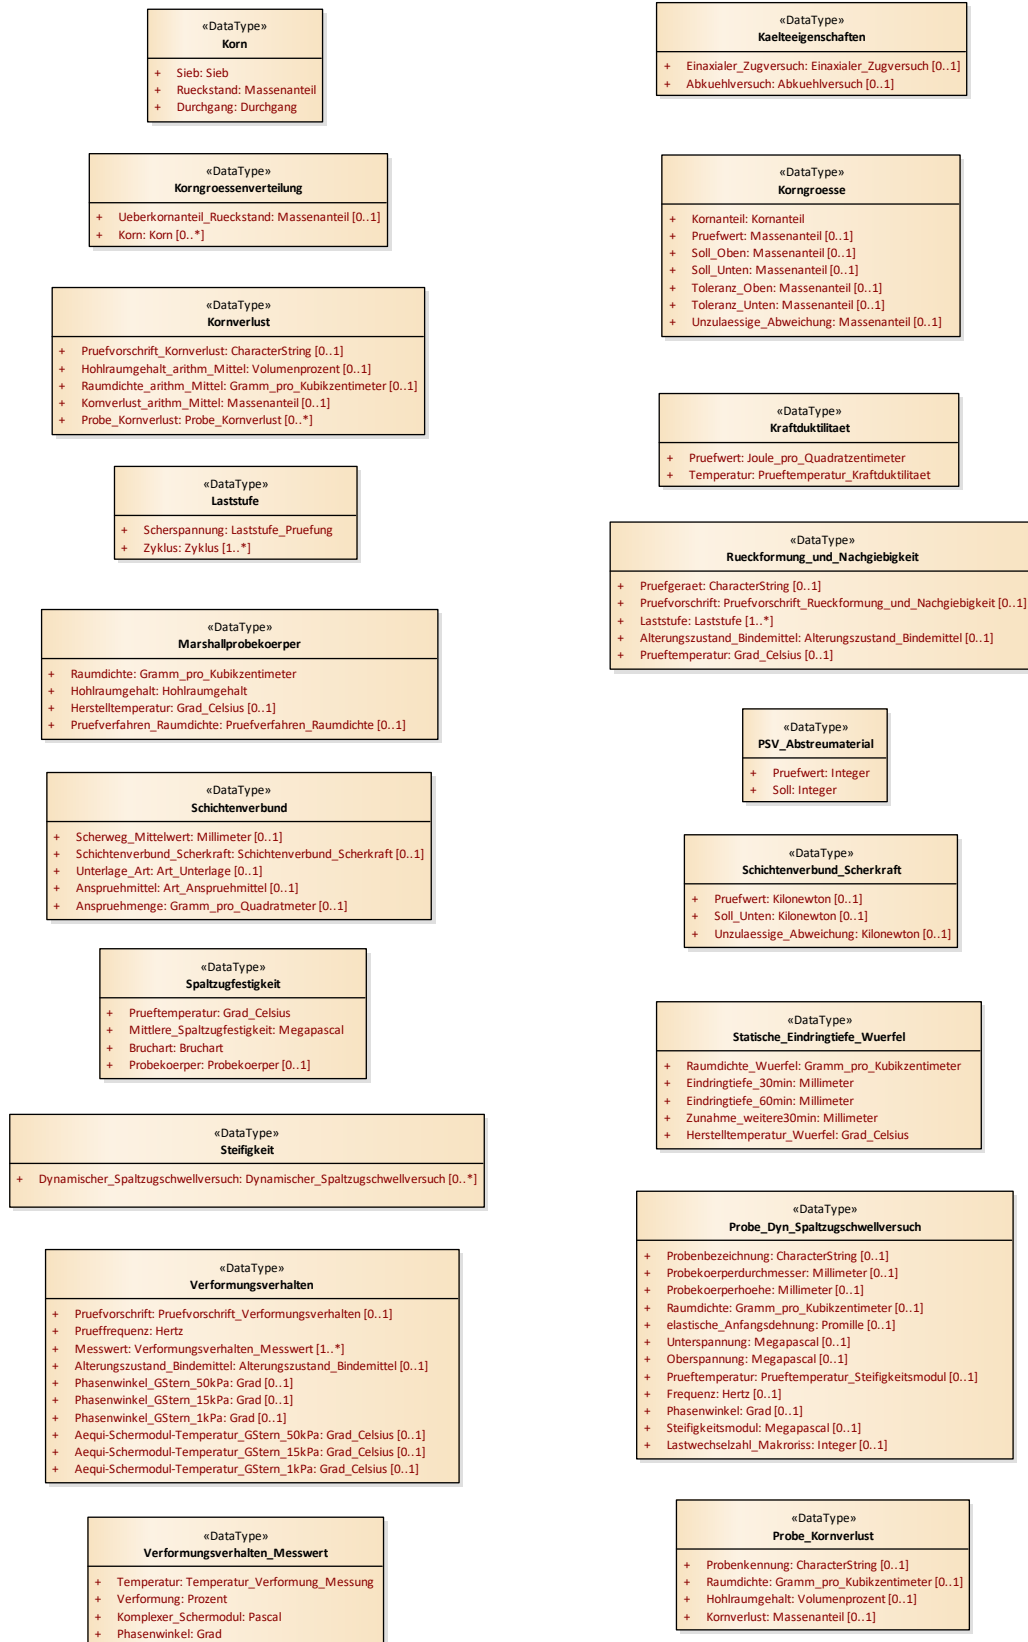 «DataType»
Korn
+ Sieb: Sieb
+ Rueckstand: Massenanteil
+ Durchgang: Durchgang
«DataType»
Korngroessenverteilung
+ Ueberkornanteil_Rueckstand: Massenanteil [0..1]
+ Korn: Korn [0..*]
«DataType»
Kornverlust
+ Pruefvorschrift_Kornverlust: CharacterString [0..1]
+ Hohlraumgehalt_arithm_Mittel: Volumenprozent [0..1]
+ Raumdichte_arithm_Mittel: Gramm_pro_Kubikzentimeter [0..1]
+ Kornverlust_arithm_Mittel: Massenanteil [0..1]
+ Probe_Kornverlust: Probe_Kornverlust [0..*]
«DataType»
Laststufe
+ Scherspannung: Laststufe_Pruefung
+ Zyklus: Zyklus [1..*]
«DataType»
Marshallprobekoerper
+ Raumdichte: Gramm_pro_Kubikzentimeter
+ Hohlraumgehalt: Hohlraumgehalt
+ Herstelltemperatur: Grad_Celsius [0..1]
+ Pruefverfahren_Raumdichte: Pruefverfahren_Raumdichte [0..1]
«DataType»
Schichtenverbund
+ Scherweg_Mittelwert: Millimeter [0..1]
+ Schichtenverbund_Scherkraft: Schichtenverbund_Scherkraft [0..1]
+ Unterlage_Art: Art_Unterlage [0..1]
+ Anspruehmittel: Art_Anspruehmittel [0..1]
+ Anspruehmenge: Gramm_pro_Quadratmeter [0..1]
«DataType»
Spaltzugfestigkeit
+ Prueftemperatur: Grad_Celsius
+ Mittlere_Spaltzugfestigkeit: Megapascal
+ Bruchart: Bruchart
+ Probekoerper: Probekoerper [0..1]
«DataType»
Steifigkeit
+ Dynamischer_Spaltzugschwellversuch: Dynamischer_Spaltzugschwellversuch [0..*]
«DataType»
Verformungsverhalten
+ Pruefvorschrift: Pruefvorschrift_Verformungsverhalten [0..1]
+ Prueffrequenz: Hertz
+ Messwert: Verformungsverhalten_Messwert [1..*]
+ Alterungszustand_Bindemittel: Alterungszustand_Bindemittel [0..1]
+ Phasenwinkel_GStern_50kPa: Grad [0..1]
+ Phasenwinkel_GStern_15kPa: Grad [0..1]
+ Phasenwinkel_GStern_1kPa: Grad [0..1]
+ Aequi-Schermodul-Temperatur_GStern_50kPa: Grad_Celsius [0..1]
+ Aequi-Schermodul-Temperatur_GStern_15kPa: Grad_Celsius [0..1]
+ Aequi-Schermodul-Temperatur_GStern_1kPa: Grad_Celsius [0..1]
«DataType»
Verformungsverhalten_Messwert
+ Temperatur: Temperatur_Verformung_Messung
+ Verformung: Prozent
+ Komplexer_Schermodul: Pascal
+ Phasenwinkel: Grad
«DataType»
Kaelteeigenschaften
+ Einaxialer_Zugversuch: Einaxialer_Zugversuch [0..1]
+ Abkuehlversuch: Abkuehlversuch [0..1]
«DataType»
Korngroesse
+ Kornanteil: Kornanteil
+ Pruefwert: Massenanteil [0..1]
+ Soll_Oben: Massenanteil [0..1]
+ Soll_Unten: Massenanteil [0..1]
+ Toleranz_Oben: Massenanteil [0..1]
+ Toleranz_Unten: Massenanteil [0..1]
+ Unzulaessige_Abweichung: Massenanteil [0..1]
«DataType»
Kraftduktilitaet
+ Pruefwert: Joule_pro_Quadratzentimeter
+ Temperatur: Prueftemperatur_Kraftduktilitaet
«DataType»
Rueckformung_und_Nachgiebigkeit
+ Pruefgeraet: CharacterString [0..1]
+ Pruefvorschrift: Pruefvorschrift_Rueckformung_und_Nachgiebigkeit [0..1]
+ Laststufe: Laststufe [1..*]
+ Alterungszustand_Bindemittel: Alterungszustand_Bindemittel [0..1]
+ Prueftemperatur: Grad_Celsius [0..1]
«DataType»
PSV_Abstreumaterial
+ Pruefwert: Integer
+ Soll: Integer
«DataType»
Schichtenverbund_Scherkraft
+ Pruefwert: Kilonewton [0..1]
+ Soll_Unten: Kilonewton [0..1]
+ Unzulaessige_Abweichung: Kilonewton [0..1]
«DataType»
Statische_Eindringtiefe_Wuerfel
+ Raumdichte_Wuerfel: Gramm_pro_Kubikzentimeter
+ Eindringtiefe_30min: Millimeter
+ Eindringtiefe_60min: Millimeter
+ Zunahme_weitere30min: Millimeter
+ Herstelltemperatur_Wuerfel: Grad_Celsius
«DataType»
Probe_Dyn_Spaltzugschwellversuch
+ Probenbezeichnung: CharacterString [0..1]
+ Probekoerperdurchmesser: Millimeter [0..1]
+ Probekoerperhoehe: Millimeter [0..1]
+ Raumdichte: Gramm_pro_Kubikzentimeter [0..1]
+ elastische_Anfangsdehnung: Promille [0..1]
+ Unterspannung: Megapascal [0..1]
+ Oberspannung: Megapascal [0..1]
+ Prueftemperatur: Prueftemperatur_Steifigkeitsmodul [0..1]
+ Frequenz: Hertz [0..1]
+ Phasenwinkel: Grad [0..1]
+ Steifigkeitsmodul: Megapascal [0..1]
+ Lastwechselzahl_Makroriss: Integer [0..1]
«DataType»
Probe_Kornverlust
+ Probenkennung: CharacterString [0..1]
+ Raumdichte: Gramm_pro_Kubikzentimeter [0..1]
+ Hohlraumgehalt: Volumenprozent [0..1]
+ Kornverlust: Massenanteil [0..1]